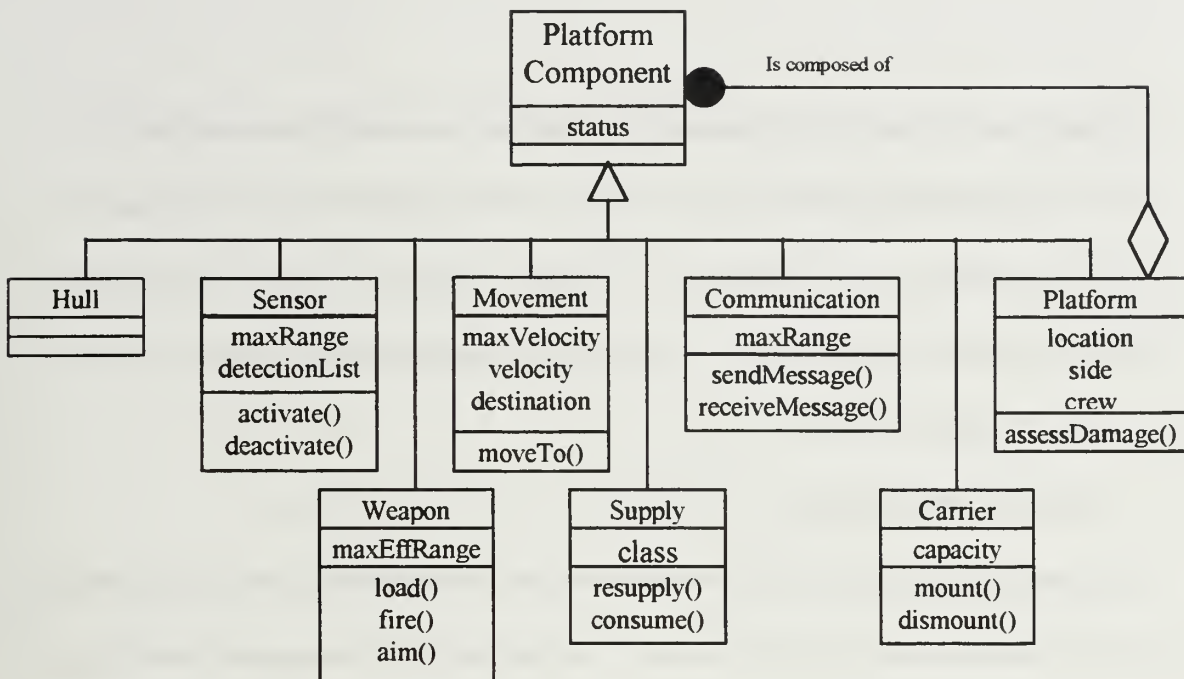 Platform
Component
status
Is composed of
Hull
Sensor
maxRange
detectionList
activate()
deactivate()
Movement
maxVelocity
velocity
destination
moveTo()
Communication
maxRange
sendMessage()
receiveMessage()
Platform
location
side
crew
assessDamage()
Weapon
maxEffRange
load()
fire()
aim()
Supply
class
resupply()
consume()
Carrier
capacity
mount()
dismount()